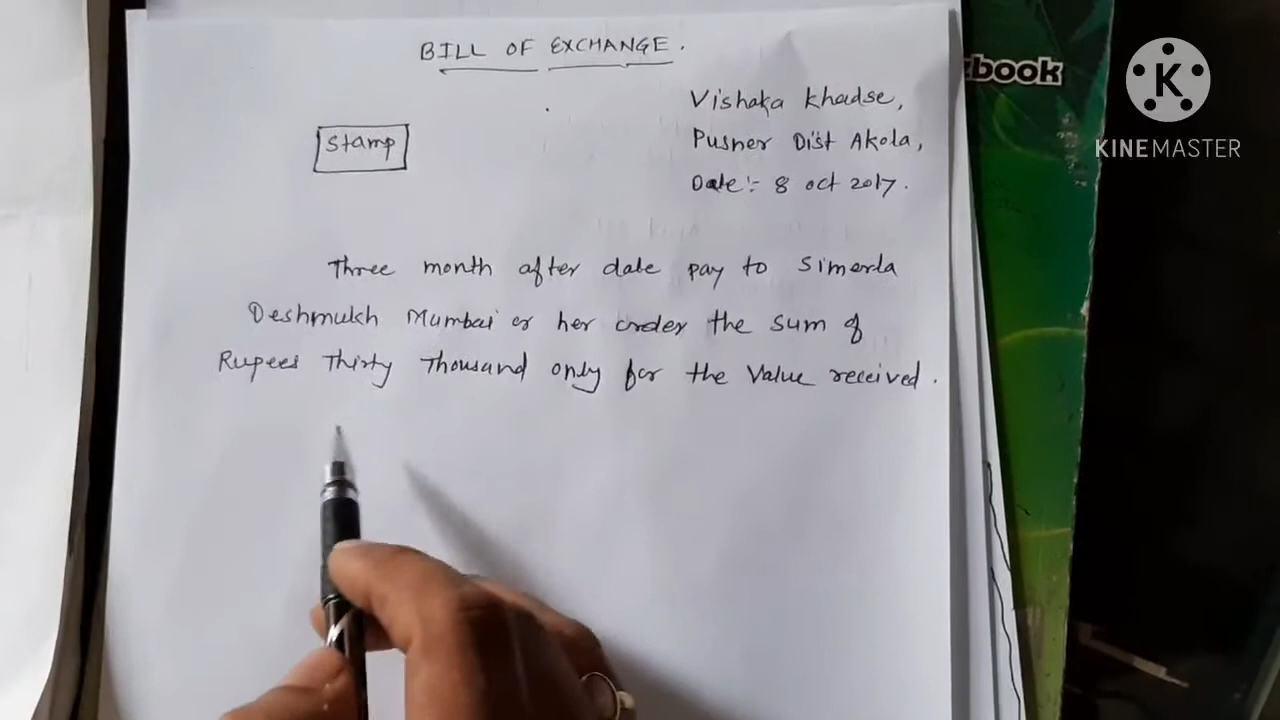 BILL OF EXCHANGE.
Vishaka Khadse,
Stamp
Pusner Dist Akola,
Date:- 8 oct 2017.
Three month after date pay to Simerla
Deshmukh Mumbai or her order the sum of
Rupees Thirty Thousand only for the Value received.
book
K
KINEMASTER